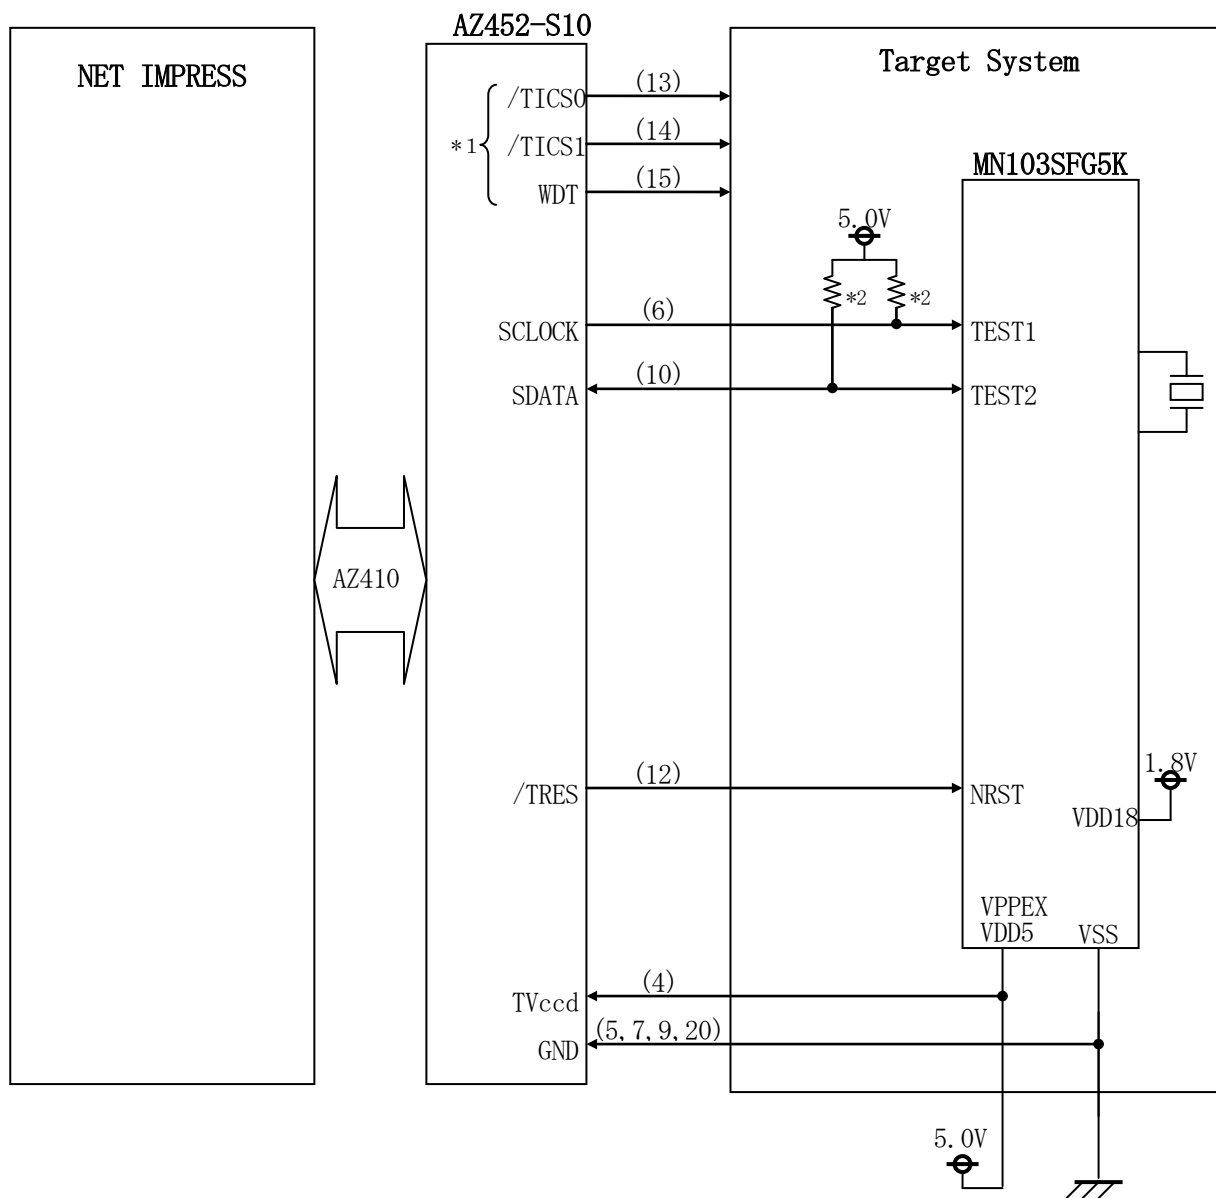 AZ452-S10
NET IMPRESS
Target System
/TICS0
(13)
*1
/TICS1
(14)
WDT
(15)
MN103SFG5K
5.0V
*2
*2
SCLOCK
(6)
TEST1
SDATA
(10)
TEST2
AZ410
/TRES
(12)
NRST
1.8V
VDD18
VPPEX
VDD5
VSS
TVccd
(4)
GND
(5,7,9,20)
5.0V